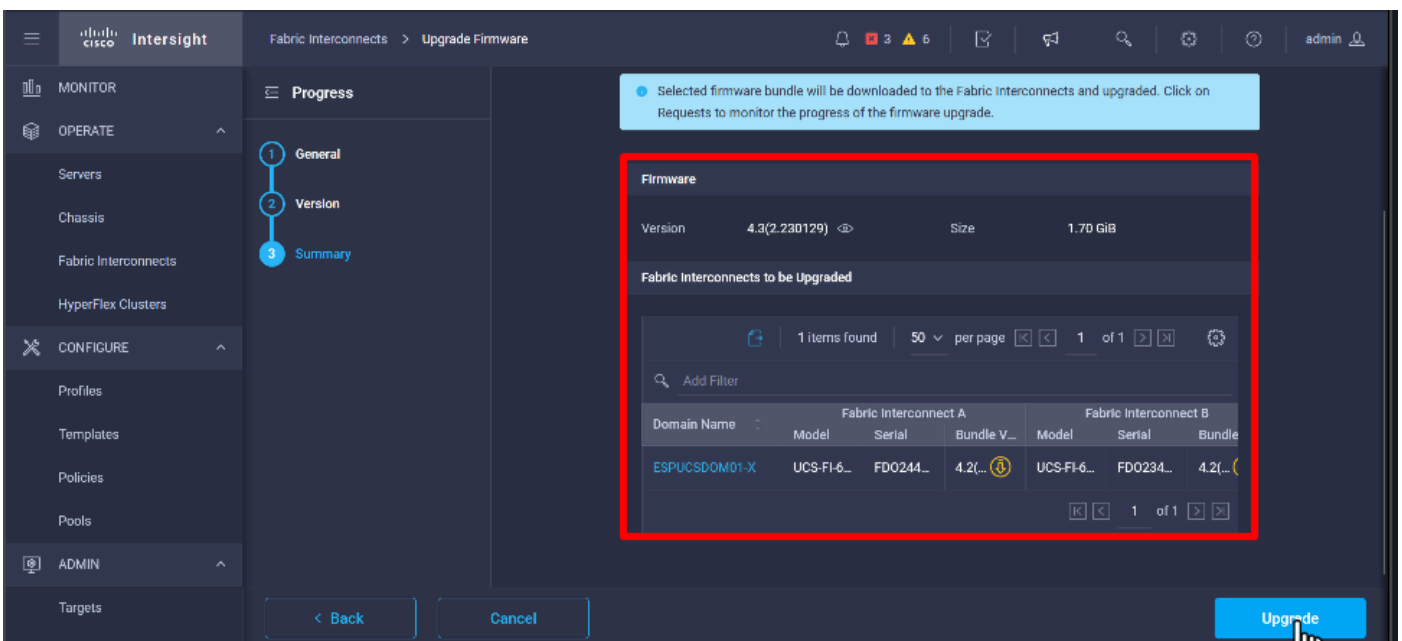 cisco Intersight
Fabric Interconnects > Upgrade Firmware
3 6
admin
MONITOR
OPERATE
Servers
Chassis
Fabric Interconnects
HyperFlex Clusters
CONFIGURE
Profiles
Templates
Policies
Pools
ADMIN
Targets
Progress
1 General
2 Version
3 Summary
Selected firmware bundle will be downloaded to the Fabric Interconnects and upgraded. Click on
Requests to monitor the progress of the firmware upgrade.
Firmware
Version 4.3(2.230129) Size 1.70 GiB
Fabric Interconnects to be Upgraded
1 items found 50 per page 1 of 1
Add Filter
Fabric Interconnect A Fabric Interconnect B
Domain Name Model Serial Bundle V... Model Serial Bundle
ESPUCSDOM01-X UCS-FI-6... FDO244... 4.2(... UCS-FI-6... FDO234... 4.2(...
1 of 1
< Back Cancel Upgrade